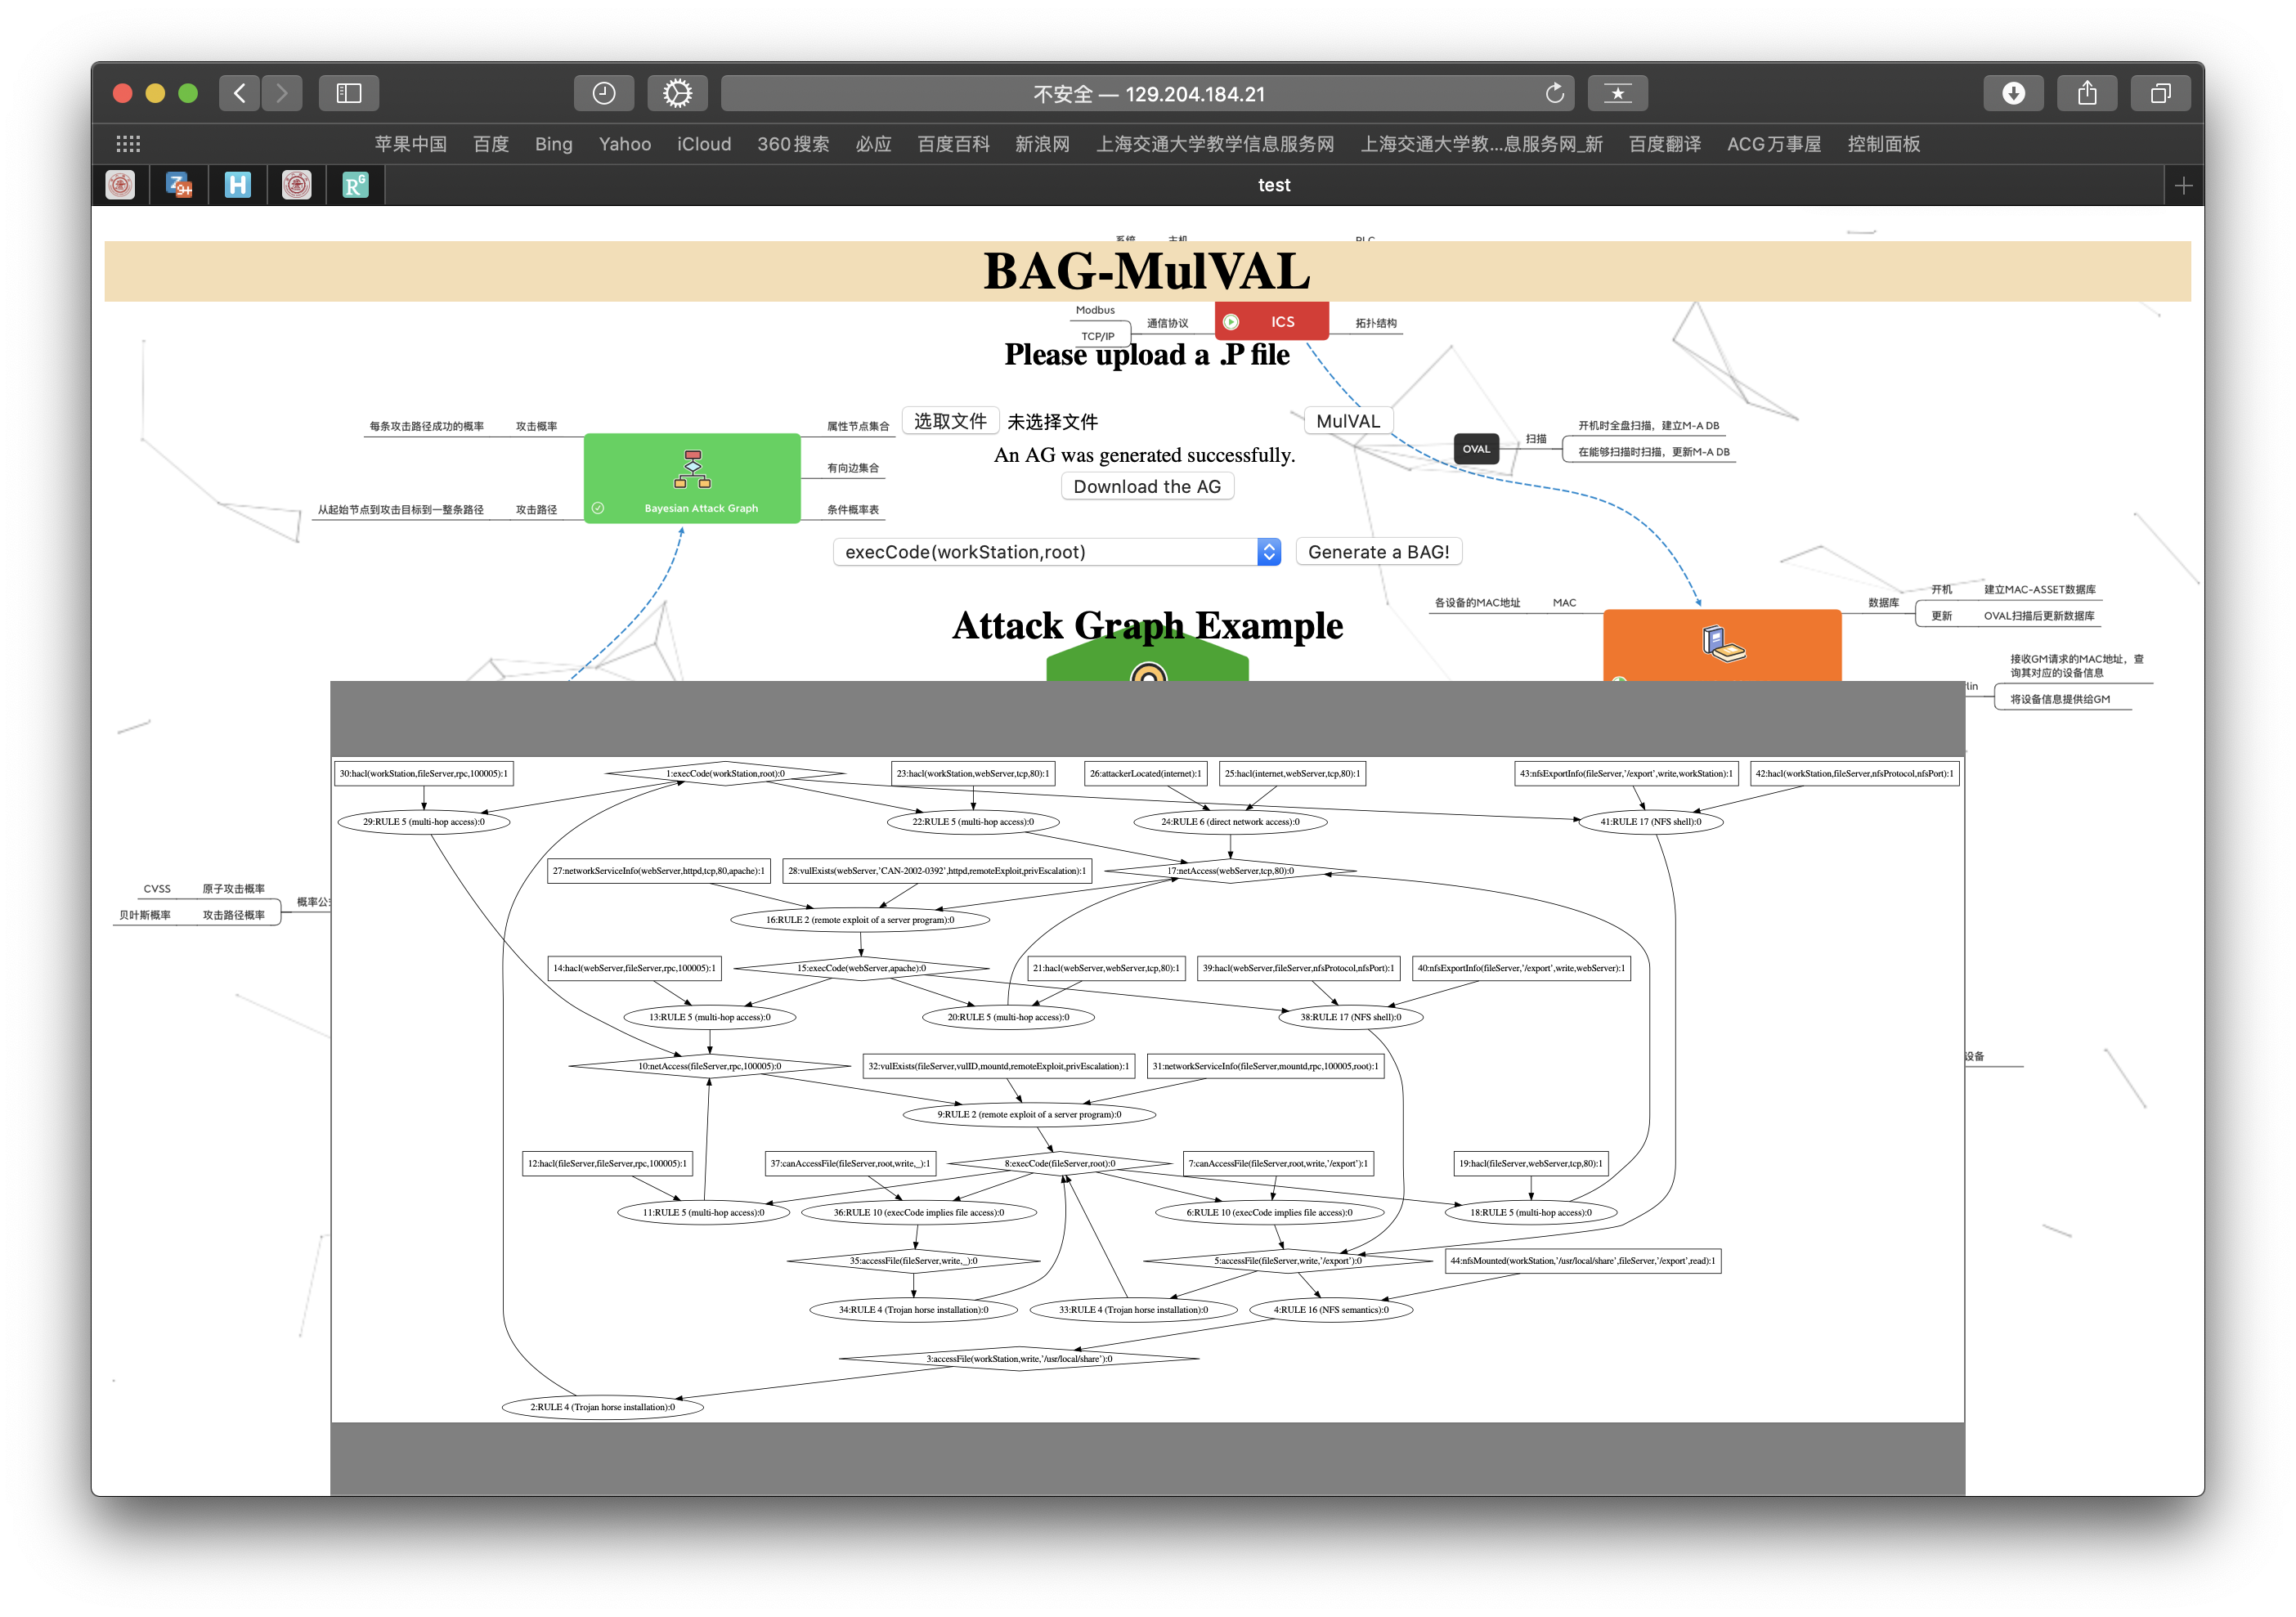 不安全 — 129.204.184.21
苹果中国 百度 Bing Yahoo iCloud 360搜索 必应 百度百科 新浪网 上海交通大学教学信息服务网 上海交通大学教...息服务网_新 百度翻译 ACG万事屋 控制面板
Z 9+ H RG test
系统 主机 PLC
BAG-MulVAL
Modbus
TCP/IP
通信协议
ICS
拓扑结构
Please upload a .P file
选取文件 未选择文件 MulVAL
An AG was generated successfully.
Download the AG
execCode(workStation,root) Generate a BAG!
每条攻击路径成功的概率 攻击概率
从起始节点到攻击目标到一整条路径 攻击路径
Bayesian Attack Graph
属性节点集合
有向边集合
条件概率表
OVAL
扫描
开机时全盘扫描，建立M-A DB
在能够扫描时扫描，更新M-A DB
各设备的MAC地址 MAC
数据库
开机 建立MAC-ASSET数据库
更新 OVAL扫描后更新数据库
接收GM请求的MAC地址，查
询其对应的设备信息
lin
将设备信息提供给GM
Attack Graph Example
CVSS 原子攻击概率
贝叶斯概率 攻击路径概率
概率公
设备
30:hacl(workStation,fileServer,rpc,100005):1
1:execCode(workStation,root):0
23:hacl(workStation,webServer,tcp,80):1
26:attackerLocated(internet):1
25:hacl(internet,webServer,tcp,80):1
43:nfsExportInfo(fileServer,'/export',write,workStation):1
42:hacl(workStation,fileServer,nfsProtocol,nfsPort):1
29:RULE 5 (multi-hop access):0
22:RULE 5 (multi-hop access):0
24:RULE 6 (direct network access):0
41:RULE 17 (NFS shell):0
27:networkServiceInfo(webServer,httpd,tcp,80,apache):1
28:vulExists(webServer,'CAN-2002-0392',httpd,remoteExploit,privEscalation):1
17:netAccess(webServer,tcp,80):0
16:RULE 2 (remote exploit of a server program):0
14:hacl(webServer,fileServer,rpc,100005):1
15:execCode(webServer,apache):0
21:hacl(webServer,webServer,tcp,80):1
39:hacl(webServer,fileServer,nfsProtocol,nfsPort):1
40:nfsExportInfo(fileServer,'/export',write,webServer):1
13:RULE 5 (multi-hop access):0
20:RULE 5 (multi-hop access):0
38:RULE 17 (NFS shell):0
10:netAccess(fileServer,rpc,100005):0
32:vulExists(fileServer,vulID,mountd,remoteExploit,privEscalation):1
31:networkServiceInfo(fileServer,mountd,rpc,100005,root):1
9:RULE 2 (remote exploit of a server program):0
12:hacl(fileServer,fileServer,rpc,100005):1
37:canAccessFile(fileServer,root,write,_):1
8:execCode(fileServer,root):0
7:canAccessFile(fileServer,root,write,'/export'):1
19:hacl(fileServer,webServer,tcp,80):1
11:RULE 5 (multi-hop access):0
36:RULE 10 (execCode implies file access):0
6:RULE 10 (execCode implies file access):0
18:RULE 5 (multi-hop access):0
35:accessFile(fileServer,write,_):0
5:accessFile(fileServer,write,'/export'):0
44:nfsMounted(workStation,'/usr/local/share',fileServer,'/export',read):1
34:RULE 4 (Trojan horse installation):0
33:RULE 4 (Trojan horse installation):0
4:RULE 16 (NFS semantics):0
3:accessFile(workStation,write,'/usr/local/share'):0
2:RULE 4 (Trojan horse installation):0